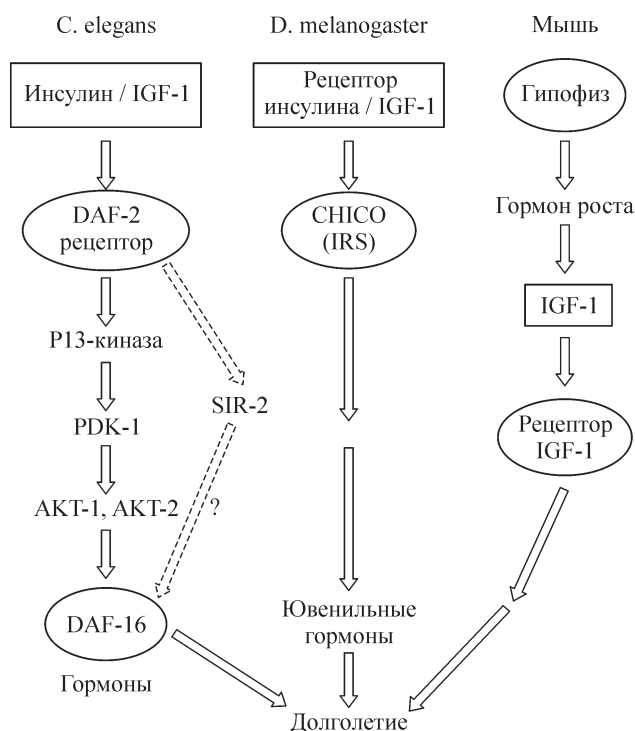 C. elegans
Инсулин / IGF-1
DAF-2
рецептор
P13-киназа
PDK-1
SIR-2
AKT-1, AKT-2
?
DAF-16
Гормоны
D. melanogaster
Рецептор
инсулина / IGF-1
CHICO
(IRS)
Ювенильные
гормоны
Мышь
Гипофиз
Гормон роста
IGF-1
Рецептор
IGF-1
Долголетие